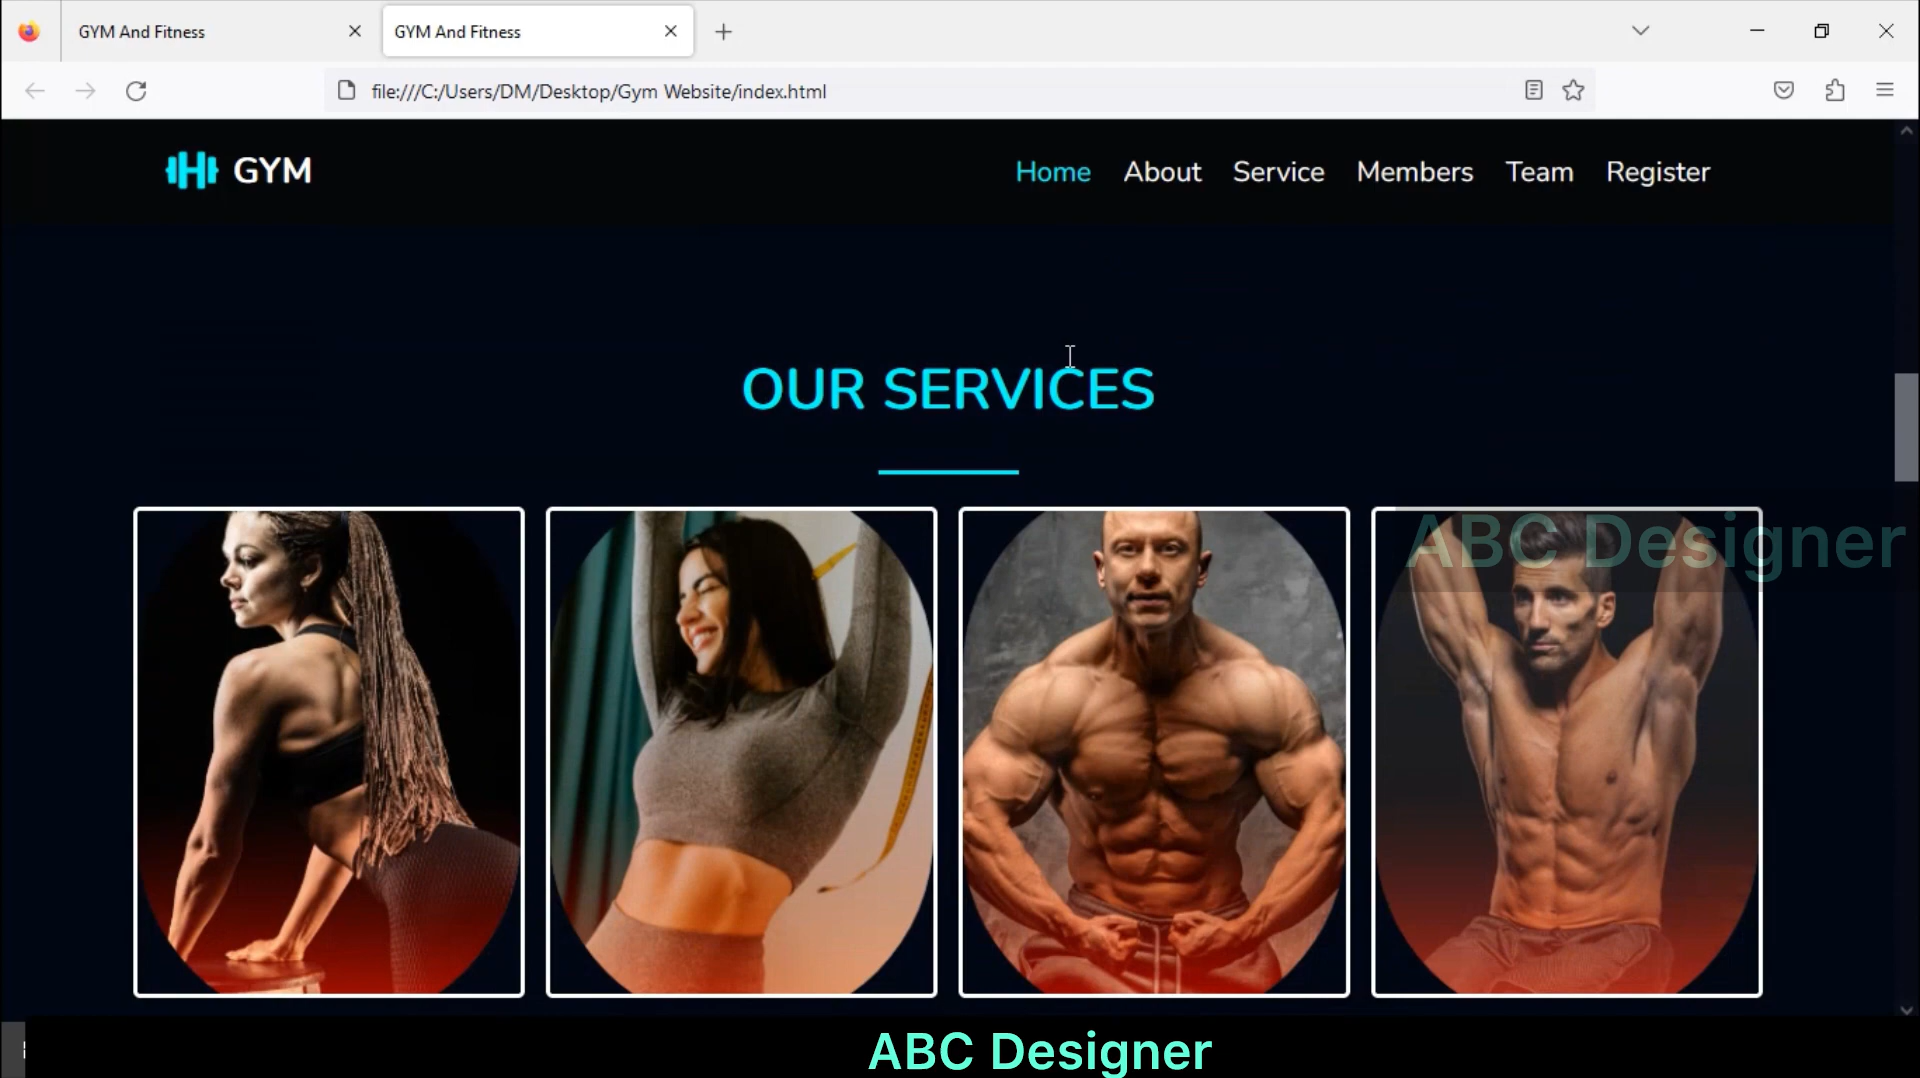 GYM And Fitness
GYM And Fitness
file:///C:/Users/DM/Desktop/Gym Website/index.html
GYM
Home About Service Members Team Register
OUR SERVICES
ABC Designer
ABC Designer